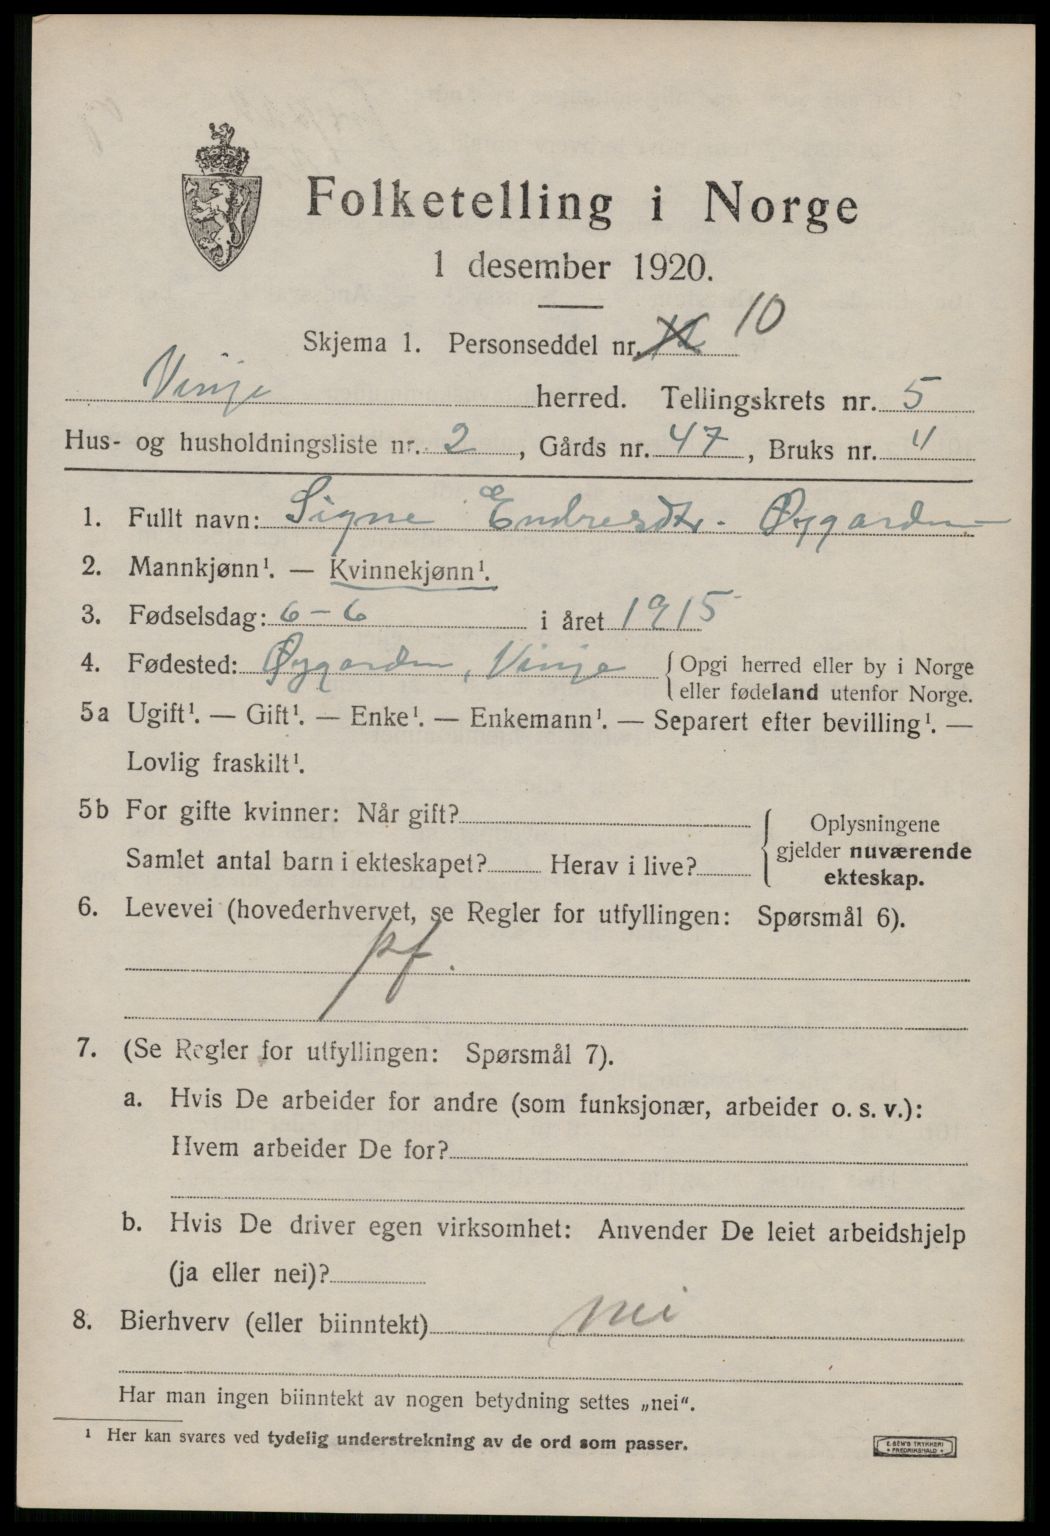 Folketelling i Norge
1 desember 1920.
Skjema 1. Personseddel nr. 10
Vinje herred. Tellingskrets nr. 5
Hus- og husholdningsliste nr. 2, Gårds nr. 47, Bruks nr. 4
1. Fullt navn: Signe Endresdtr. Øygarden
2. Mannkjønn¹. — Kvinnekjønn¹.
3. Fødselsdag: 6-6 i året 1915
4. Fødested: Øygarden, Vinje { Opgi herred eller by i Norge
eller fødeland utenfor Norge.
5a Ugift¹. — Gift¹. — Enke¹. — Enkemann¹. — Separert efter bevilling¹. —
Lovlig fraskilt¹.
5b For gifte kvinner: Når gift?
Samlet antal barn i ekteskapet? Herav i live?
{ Oplysningene
gjelder nuværende
ekteskap.
6. Levevei (hovederhvervet, se Regler for utfyllingen: Spørsmål 6).
pf.
7. (Se Regler for utfyllingen: Spørsmål 7).
a. Hvis De arbeider for andre (som funksjonær, arbeider o. s. v.):
Hvem arbeider De for?
b. Hvis De driver egen virksomhet: Anvender De leiet arbeidshjelp
(ja eller nei)?
8. Bierhverv (eller biinntekt) nei
Har man ingen biinntekt av nogen betydning settes „nei“.
¹ Her kan svares ved tydelig understrekning av de ord som passer.
E. SEM'S TRYKKERI
FREDRIKSHALD